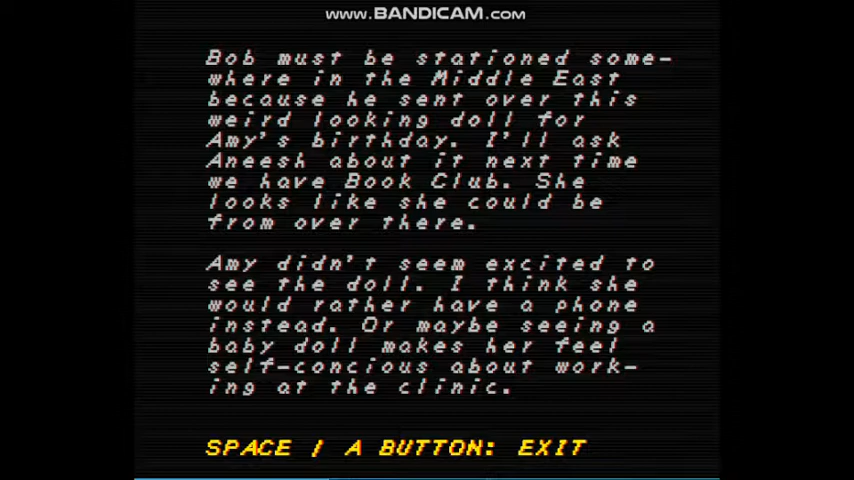 www.BANDICAM.com
Bob must be stationed some-
where in the Middle East
because he sent over this
weird looking doll for
Amy's birthday. I'll ask
Aneesh about it next time
we have Book Club. She
looks like she could be
from over there.
Amy didn't seem excited to
see the doll. I think she
would rather have a phone
instead. Or maybe seeing a
baby doll makes her feel
self-concious about work-
ing at the clinic.
SPACE / A BUTTON: EXIT